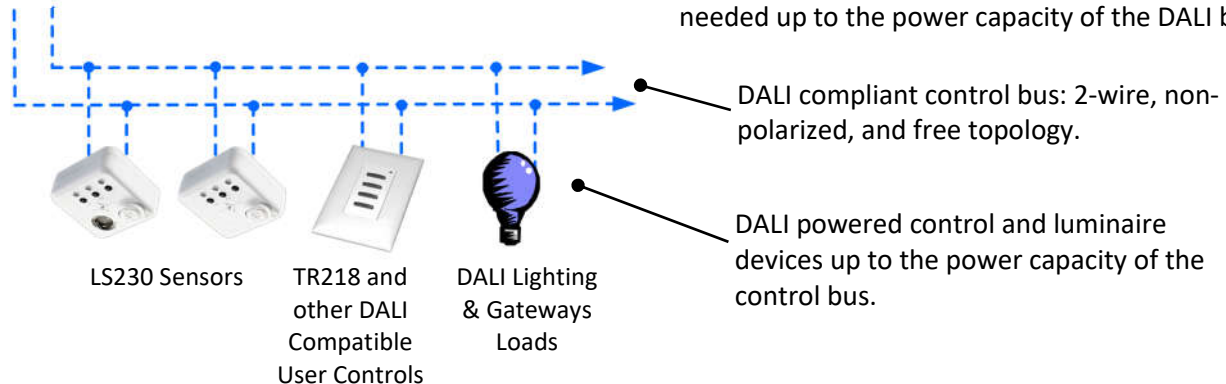 needed up to the power capacity of the DALI
DALI compliant control bus: 2-wire, non-
polarized, and free topology.
DALI powered control and luminaire
devices up to the power capacity of the
control bus.
LS230 Sensors
TR218 and
other DALI
Compatible
User Controls
DALI Lighting
& Gateways
Loads